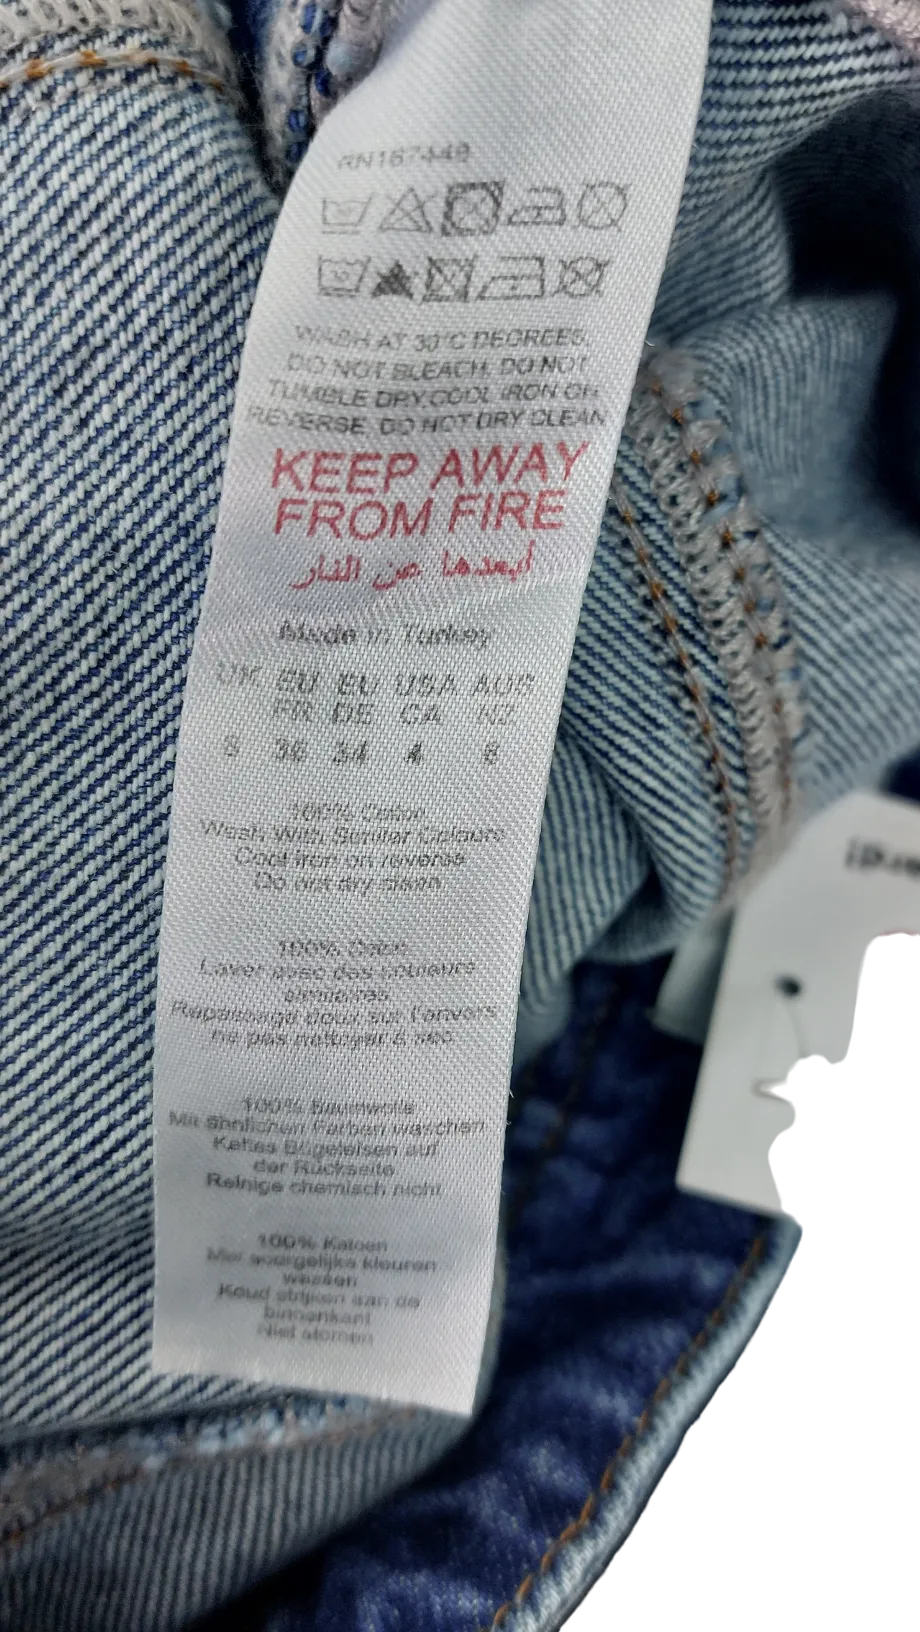 RN167448
WASH AT 30°C DEGREES,
DO NOT BLEACH, DO NOT
TUMBLE DRY, COOL IRON ON
REVERSE, DO NOT DRY CLEAN
KEEP AWAY
FROM FIRE
أبعدها عن النار
Made in Turkey
UK EU EU USA AUS
FR DE CA NZ
8 36 34 4 8
100% Cotton
Wash With Similar Colours
Cool iron on reverse
Do not dry clean
100% Coton
Laver avec des couleurs
similaires
Repassage doux sur l'envers
ne pas nettoyer à sec
100% Baumwolle
Mit ähnlichen Farben waschen
Kaltes Bügeleisen auf
der Rückseite
Reinige chemisch nicht
100% Katoen
Met soortgelijke kleuren
wassen
Koud strijken aan de
binnenkant
Niet stomen